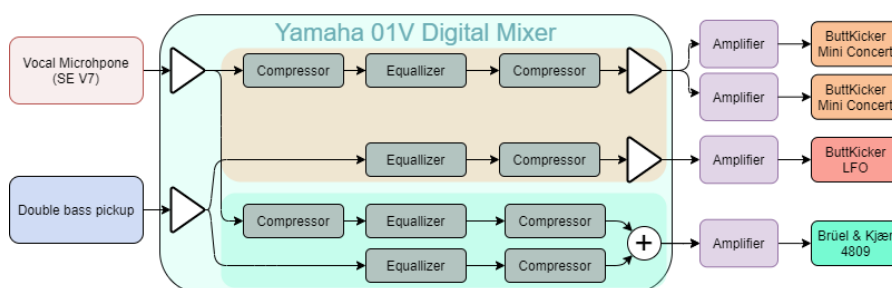 Yamaha 01V Digital Mixer
Vocal Microhpone
(SE V7)
Compressor
Equallizer
Compressor
Amplifier
ButtKicker
Mini Concert
Amplifier
ButtKicker
Mini Concert
Equallizer
Compressor
Amplifier
ButtKicker
LFO
Double bass pickup
Compressor
Equallizer
Compressor
+
Amplifier
Brüel & Kjær
4809
Equallizer
Compressor